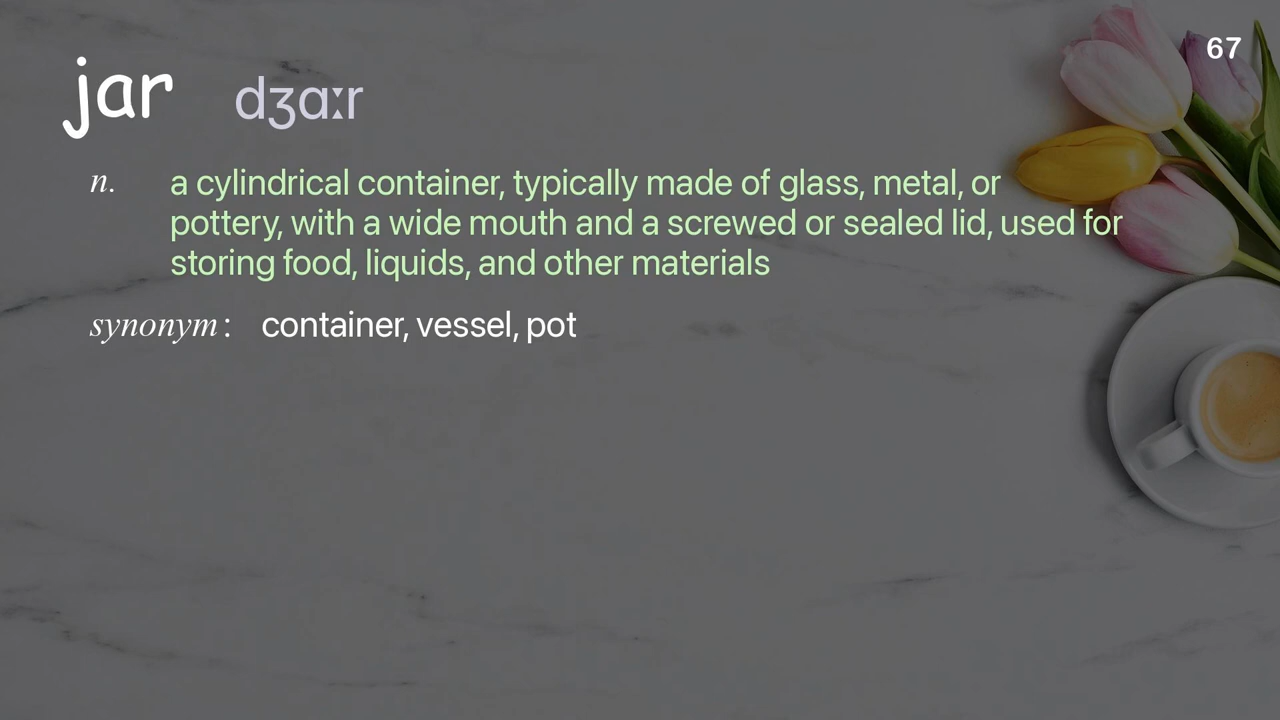 67
jar dʒɑːr
n. a cylindrical container, typically made of glass, metal, or
pottery, with a wide mouth and a screwed or sealed lid, used for
storing food, liquids, and other materials
synonym: container, vessel, pot